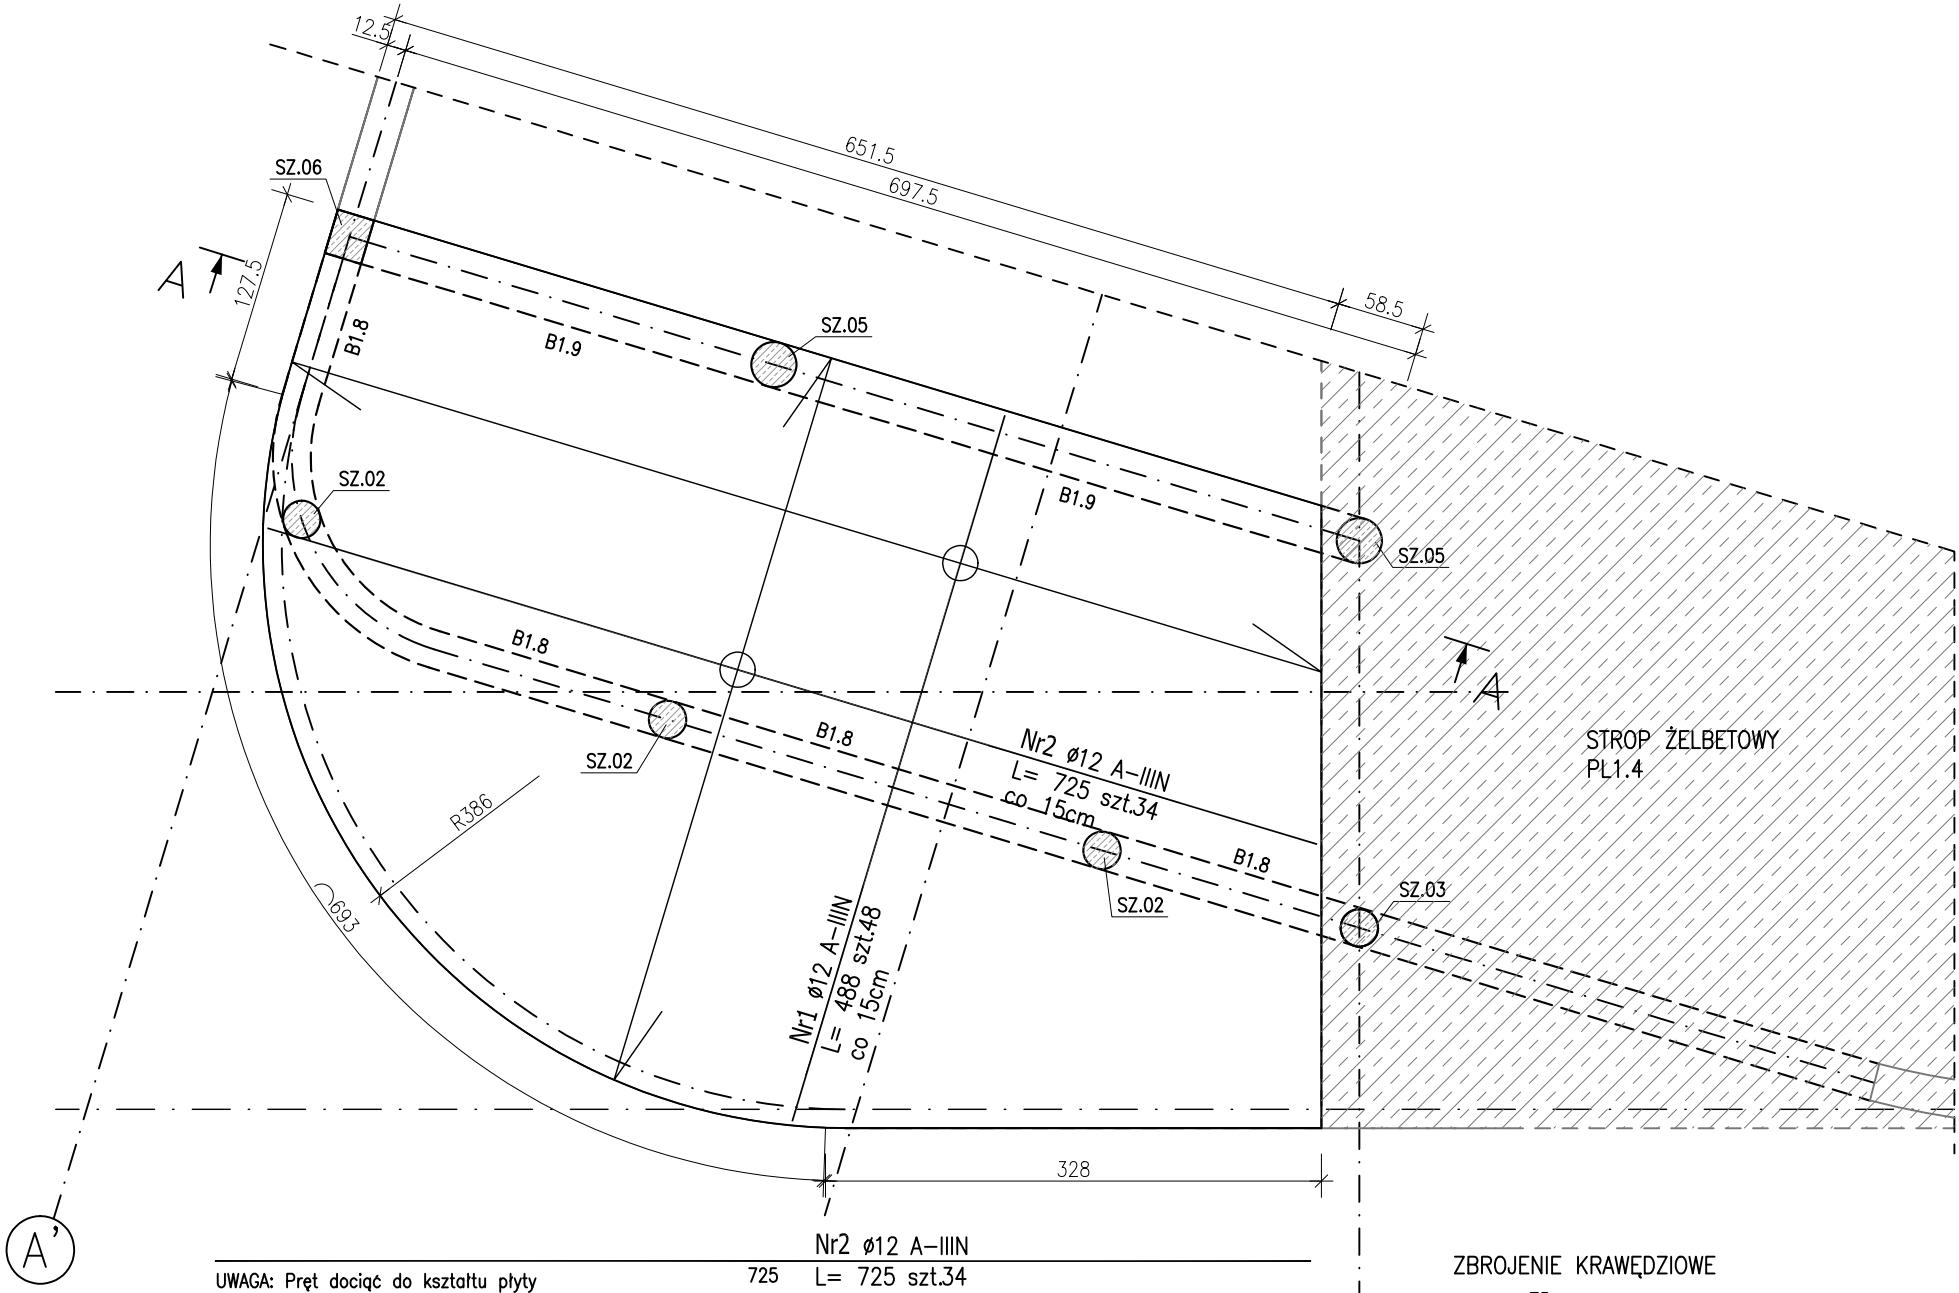 12.5
651.5
697.5
58.5
SZ.06
A
127.5
B1.8
B1.9
SZ.05
SZ.02
B1.9
SZ.05
B1.8
A
SZ.02
B1.8
Nr2 ø12 A-IIIN
L= 725 szt.34
co 15cm
STROP ŻELBETOWY
PL1.4
R386
B1.8
SZ.02
SZ.03
693
Nr1 ø12 A-IIIN
L= 488 szt.48
co 15cm
328
A'
Nr2 ø12 A-IIIN
UWAGA: Pręt dociąć do kształtu płyty
725 L= 725 szt.34
ZBROJENIE KRAWĘDZIOWE